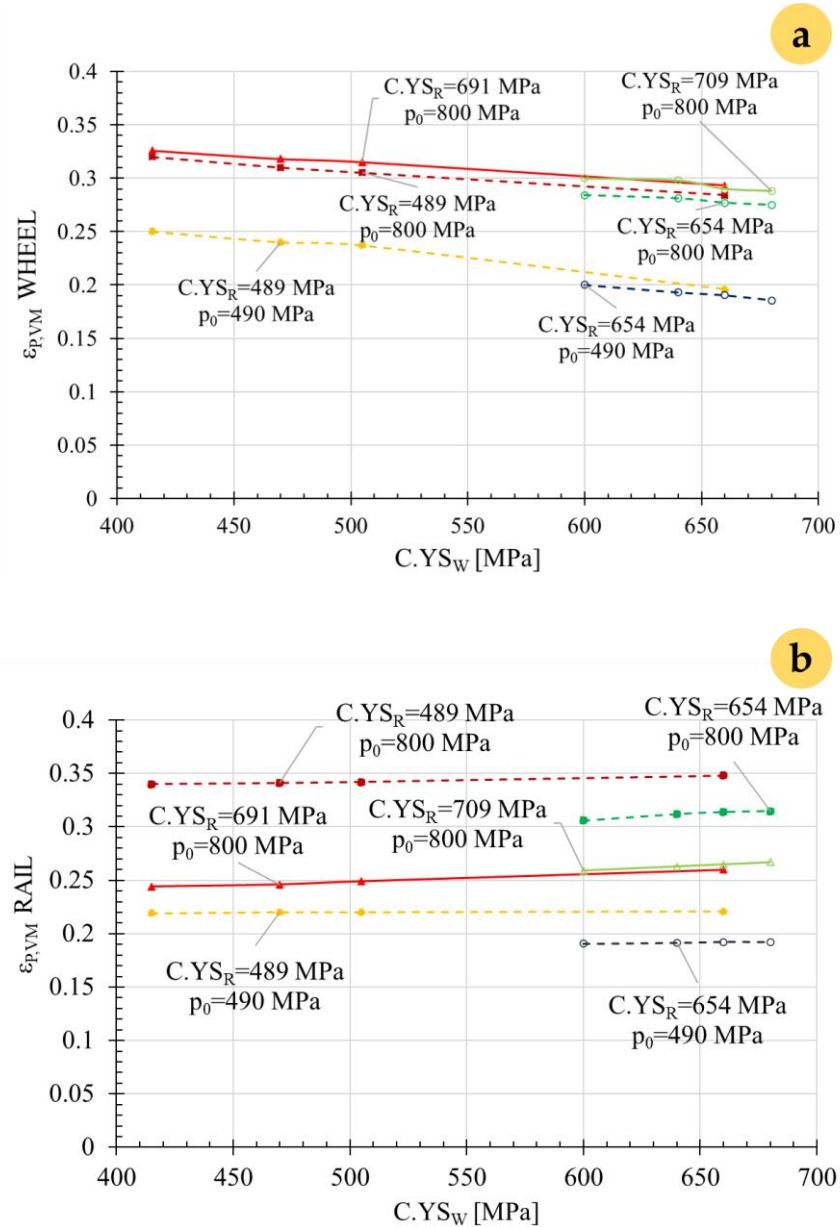 a
0.4
C.YSR=691 MPa
p0=800 MPa
C.YSR=709 MPa
p0=800 MPa
0.35
0.3
C.YSR=489 MPa
p0=800 MPa
C.YSR=654 MPa
p0=800 MPa
0.25
C.YSR=489 MPa
p0=490 MPa
0.2
C.YSR=654 MPa
p0=490 MPa
0.15
0.1
0.05
0
εP,VM WHEEL
400 450 500 550 600 650 700
C.YSW [MPa]
b
0.4
C.YSR=489 MPa
p0=800 MPa
C.YSR=654 MPa
p0=800 MPa
0.35
C.YSR=691 MPa
p0=800 MPa
C.YSR=709 MPa
p0=800 MPa
0.3
0.25
0.2
C.YSR=489 MPa
p0=490 MPa
C.YSR=654 MPa
p0=490 MPa
0.15
0.1
0.05
0
εP,VM RAIL
400 450 500 550 600 650 700
C.YSW [MPa]